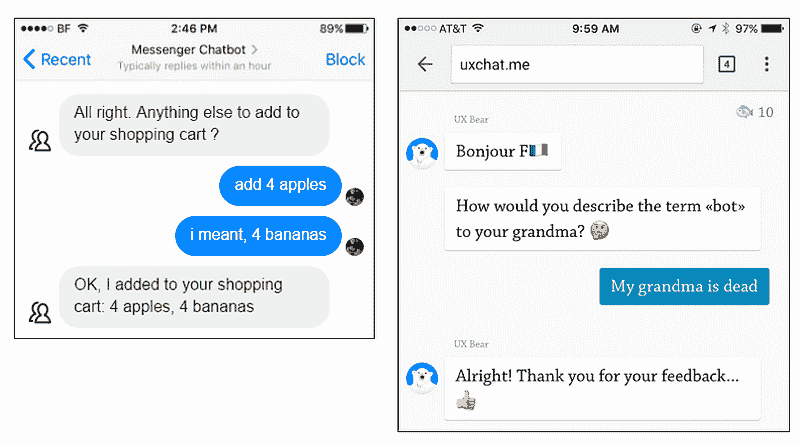 BF 2:46 PM 89%
Recent Messenger Chatbot Block
Typically replies within an hour
All right. Anything else to add to
your shopping cart ?
add 4 apples
i meant, 4 bananas
OK, I added to your shopping
cart: 4 apples, 4 bananas
AT&T 9:59 AM 97%
uxchat.me 4
10
UX Bear
Bonjour F
How would you describe the term «bot»
to your grandma?
My grandma is dead
UX Bear
Alright! Thank you for your feedback...